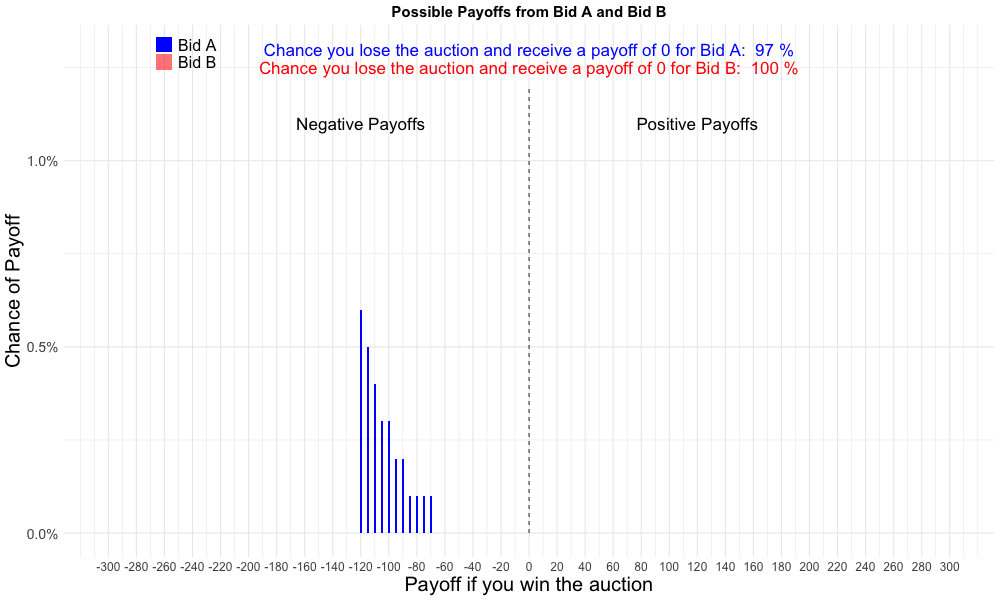 Possible Payoffs from Bid A and Bid B
Bid A
Bid B
Chance you lose the auction and receive a payoff of 0 for Bid A:  97 %
Chance you lose the auction and receive a payoff of 0 for Bid B:  100 %
Negative Payoffs
Positive Payoffs
Chance of Payoff
1.0%
0.5%
0.0%
-300 -280 -260 -240 -220 -200 -180 -160 -140 -120 -100 -80 -60 -40 -20 0 20 40 60 80 100 120 140 160 180 200 220 240 260 280 300
Payoff if you win the auction